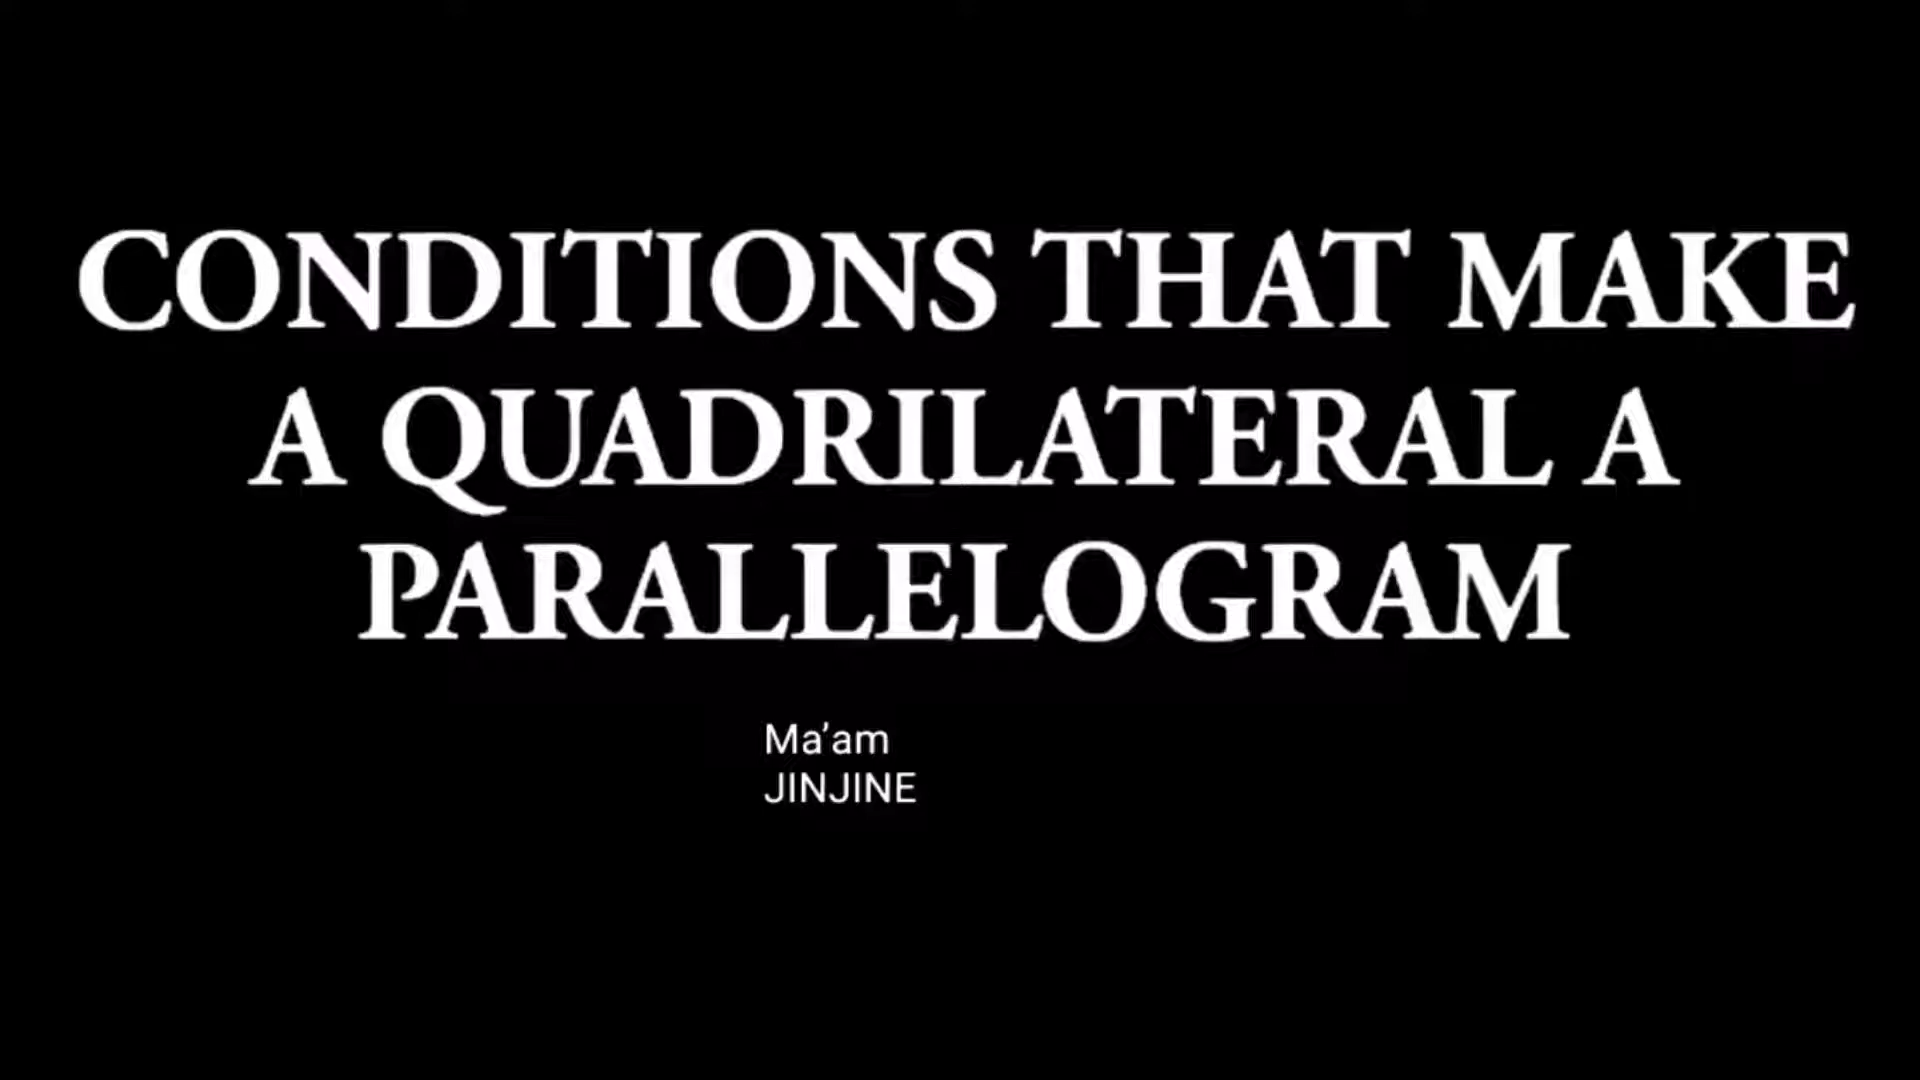 CONDITIONS THAT MAKE
A QUADRILATERAL A
PARALLELOGRAM
Ma’am
JINJINE